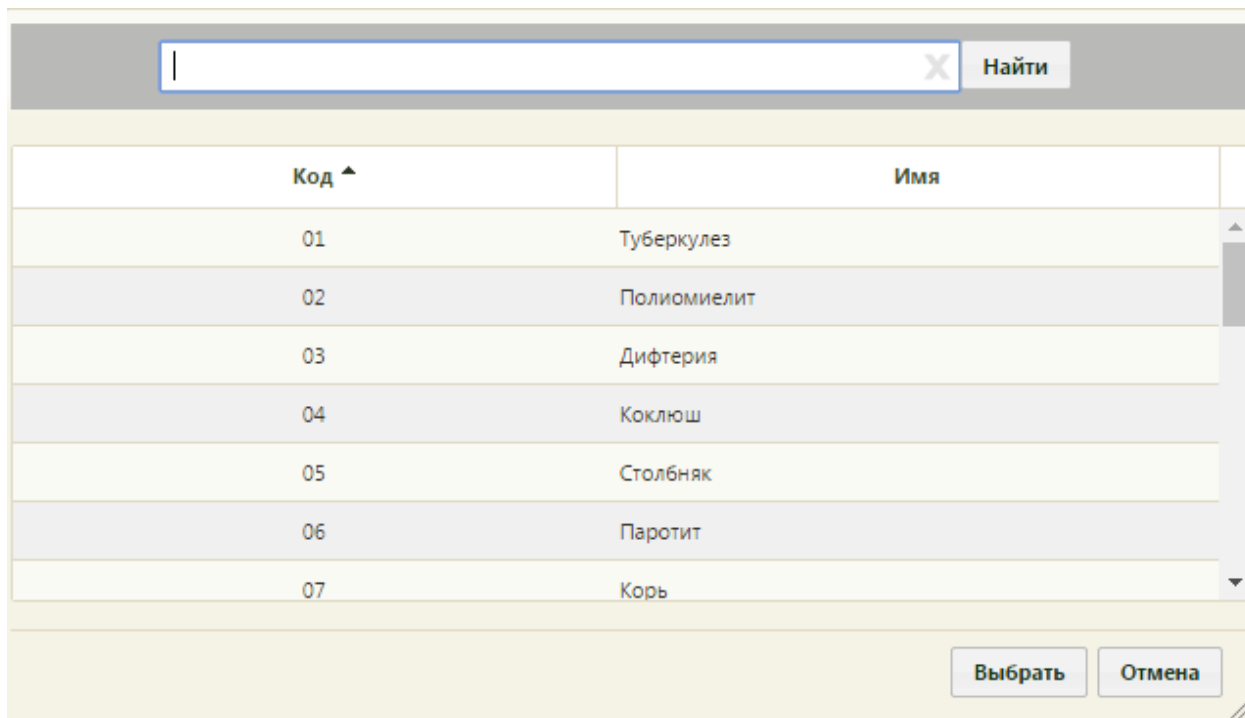 Найти
Код Имя
01 Туберкулез
02 Полиомиелит
03 Дифтерия
04 Коклюш
05 Столбняк
06 Паротит
07 Корь
Выбрать Отмена